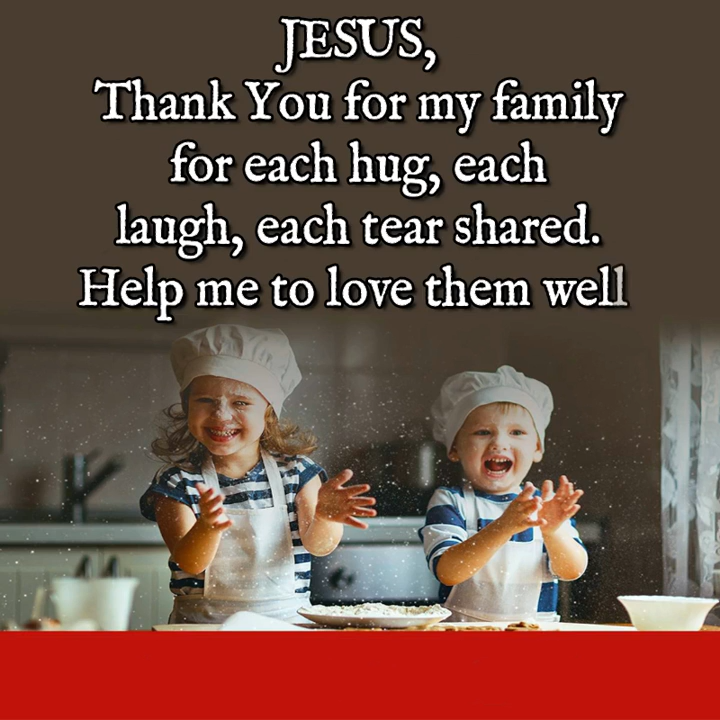 JESUS,
Thank You for my family
for each hug, each
laugh, each tear shared.
Help me to love them well